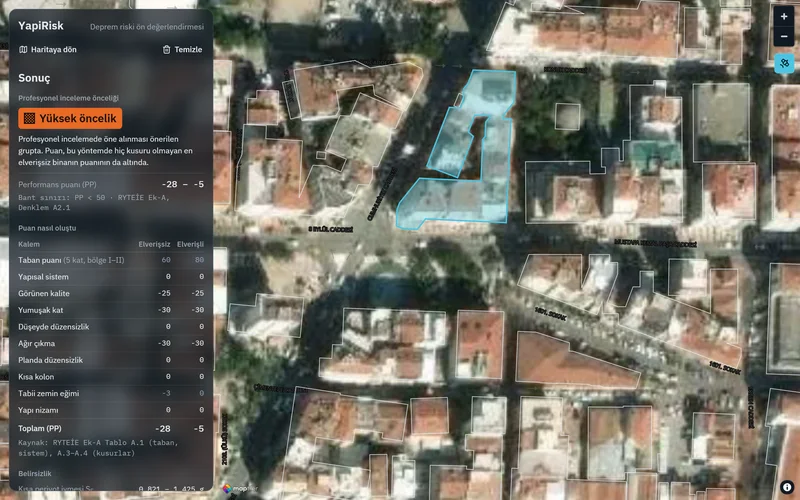 YapiRisk
Deprem riski ön değerlendirmesi
Haritaya dön
Temizle
Sonuç
Profesyonel inceleme önceliği
Yüksek öncelik
Profesyonel incelemede öne alınması önerilen
grupta. Puan, bu yöntemde hiç kusuru olmayan en
elverişsiz binanın puanının da altında.
Performans puanı (PP) -28 – -5
Bant sınırı: PP < 50 · RYTEİE Ek-A,
Denklem A2.1
Puan nasıl oluştu
Kalem Elverişsiz Elverişli
Taban puanı (5 kat, bölge I–II) 60 80
Yapısal sistem 0 0
Görünen kalite -25 -25
Yumuşak kat -30 -30
Düşeyde düzensizlik 0 0
Ağır çıkma -30 -30
Planda düzensizlik 0 0
Kısa kolon 0 0
Tabii zemin eğimi -3 0
Yapı nizamı 0 0
Toplam (PP) -28 -5
Kaynak: RYTEİE Ek-A Tablo A.1 (taban,
sistem), A.3–A.4 (kusurlar)
Belirsizlik
8 EYLÜL CADDESİ